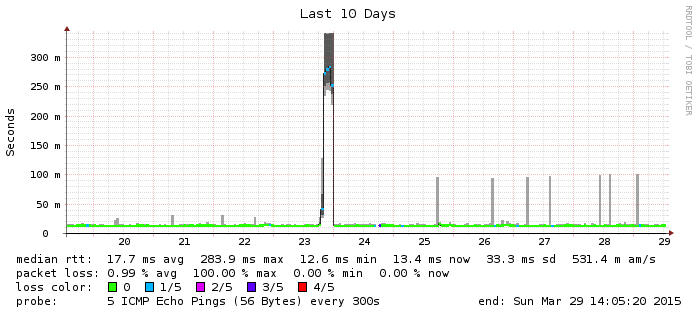 Last 10 Days
RRDTOOL / TOBI OETIKER
Seconds
300 m
250 m
200 m
150 m
100 m
50 m
0
20 21 22 23 24 25 26 27 28 29
median rtt: 17.7 ms avg 283.9 ms max 12.6 ms min 13.4 ms now 33.3 ms sd 531.4 m am/s
packet loss: 0.99 % avg 100.00 % max 0.00 % min 0.00 % now
loss color: 0 1/5 2/5 3/5 4/5
probe: 5 ICMP Echo Pings (56 Bytes) every 300s end: Sun Mar 29 14:05:20 2015